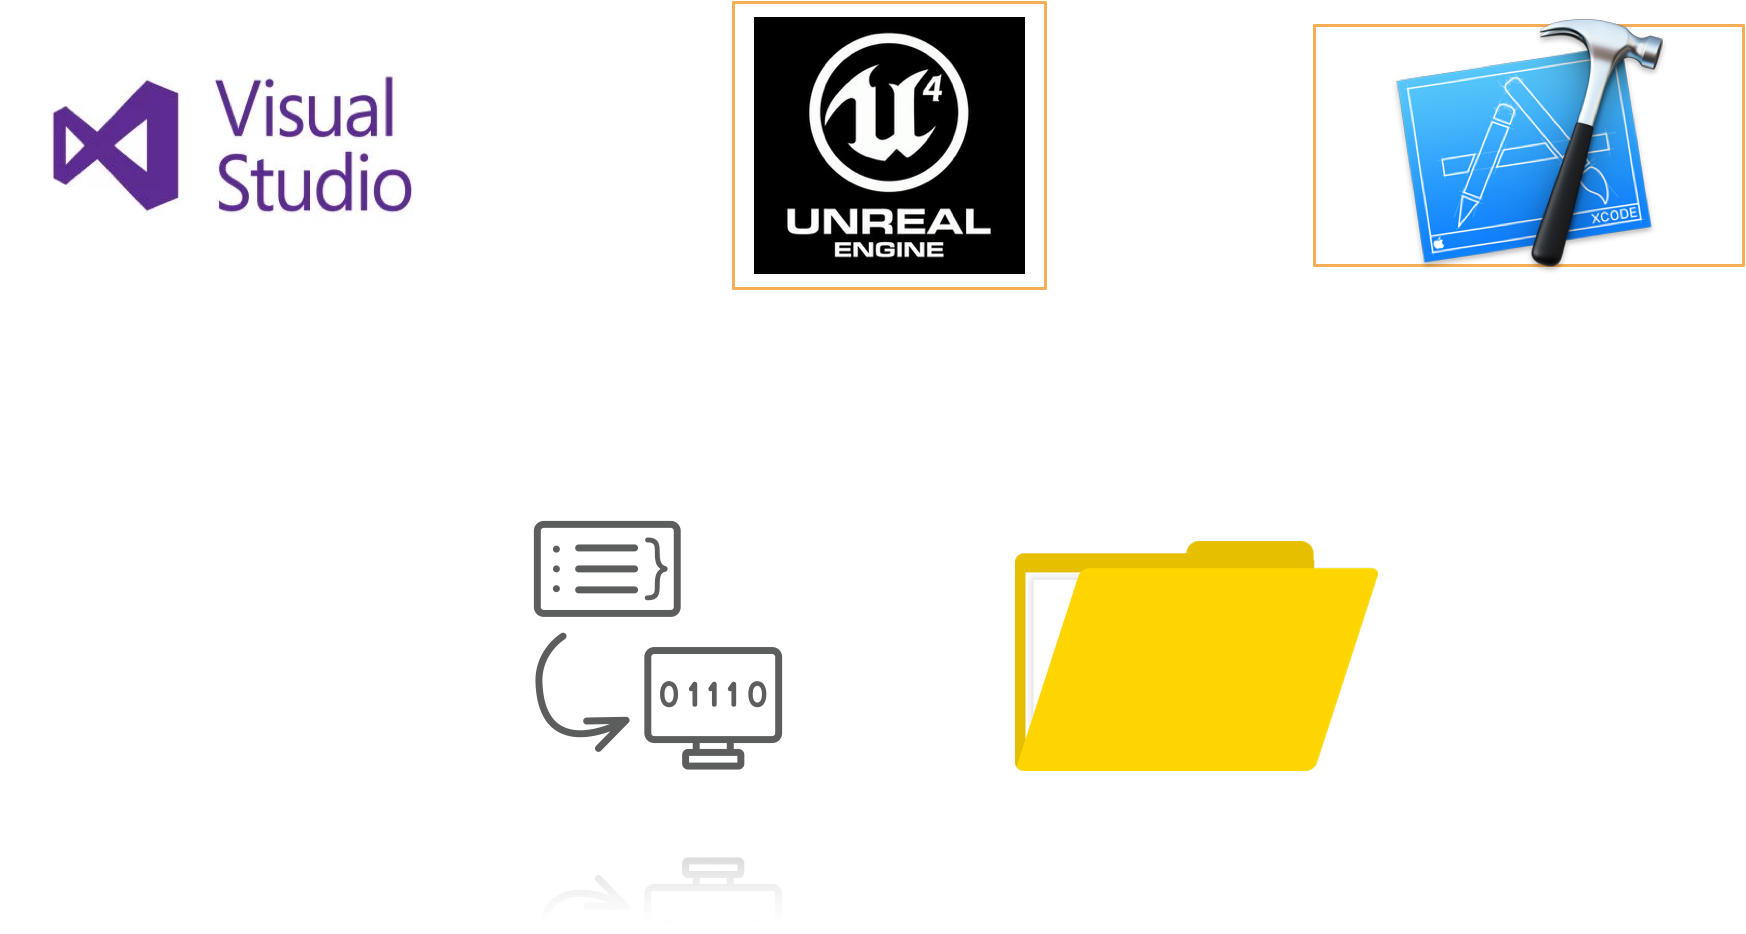 Visual
Studio
4
UNREAL
ENGINE
XCODE
01110